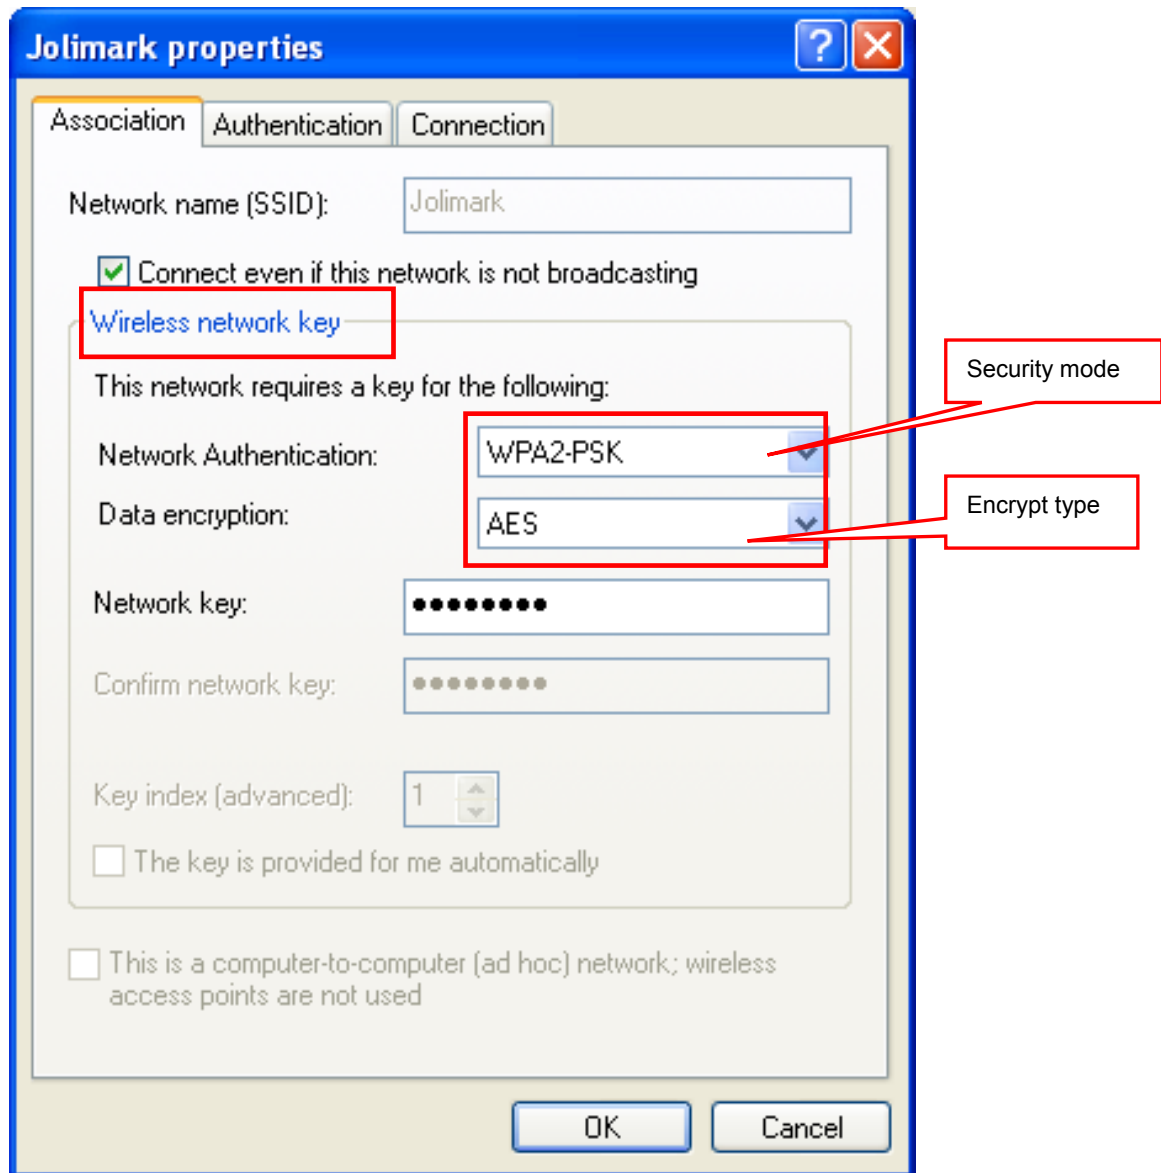 Jolimark properties
Association Authentication Connection
Network name (SSID): Jolimark
Connect even if this network is not broadcasting
Wireless network key
This network requires a key for the following:
Security mode
Network Authentication: WPA2-PSK
Data encryption: AES
Encrypt type
Network key: ••••••••
Confirm network key: ••••••••
Key index (advanced): 1
The key is provided for me automatically
This is a computer-to-computer (ad hoc) network; wireless
access points are not used
OK Cancel